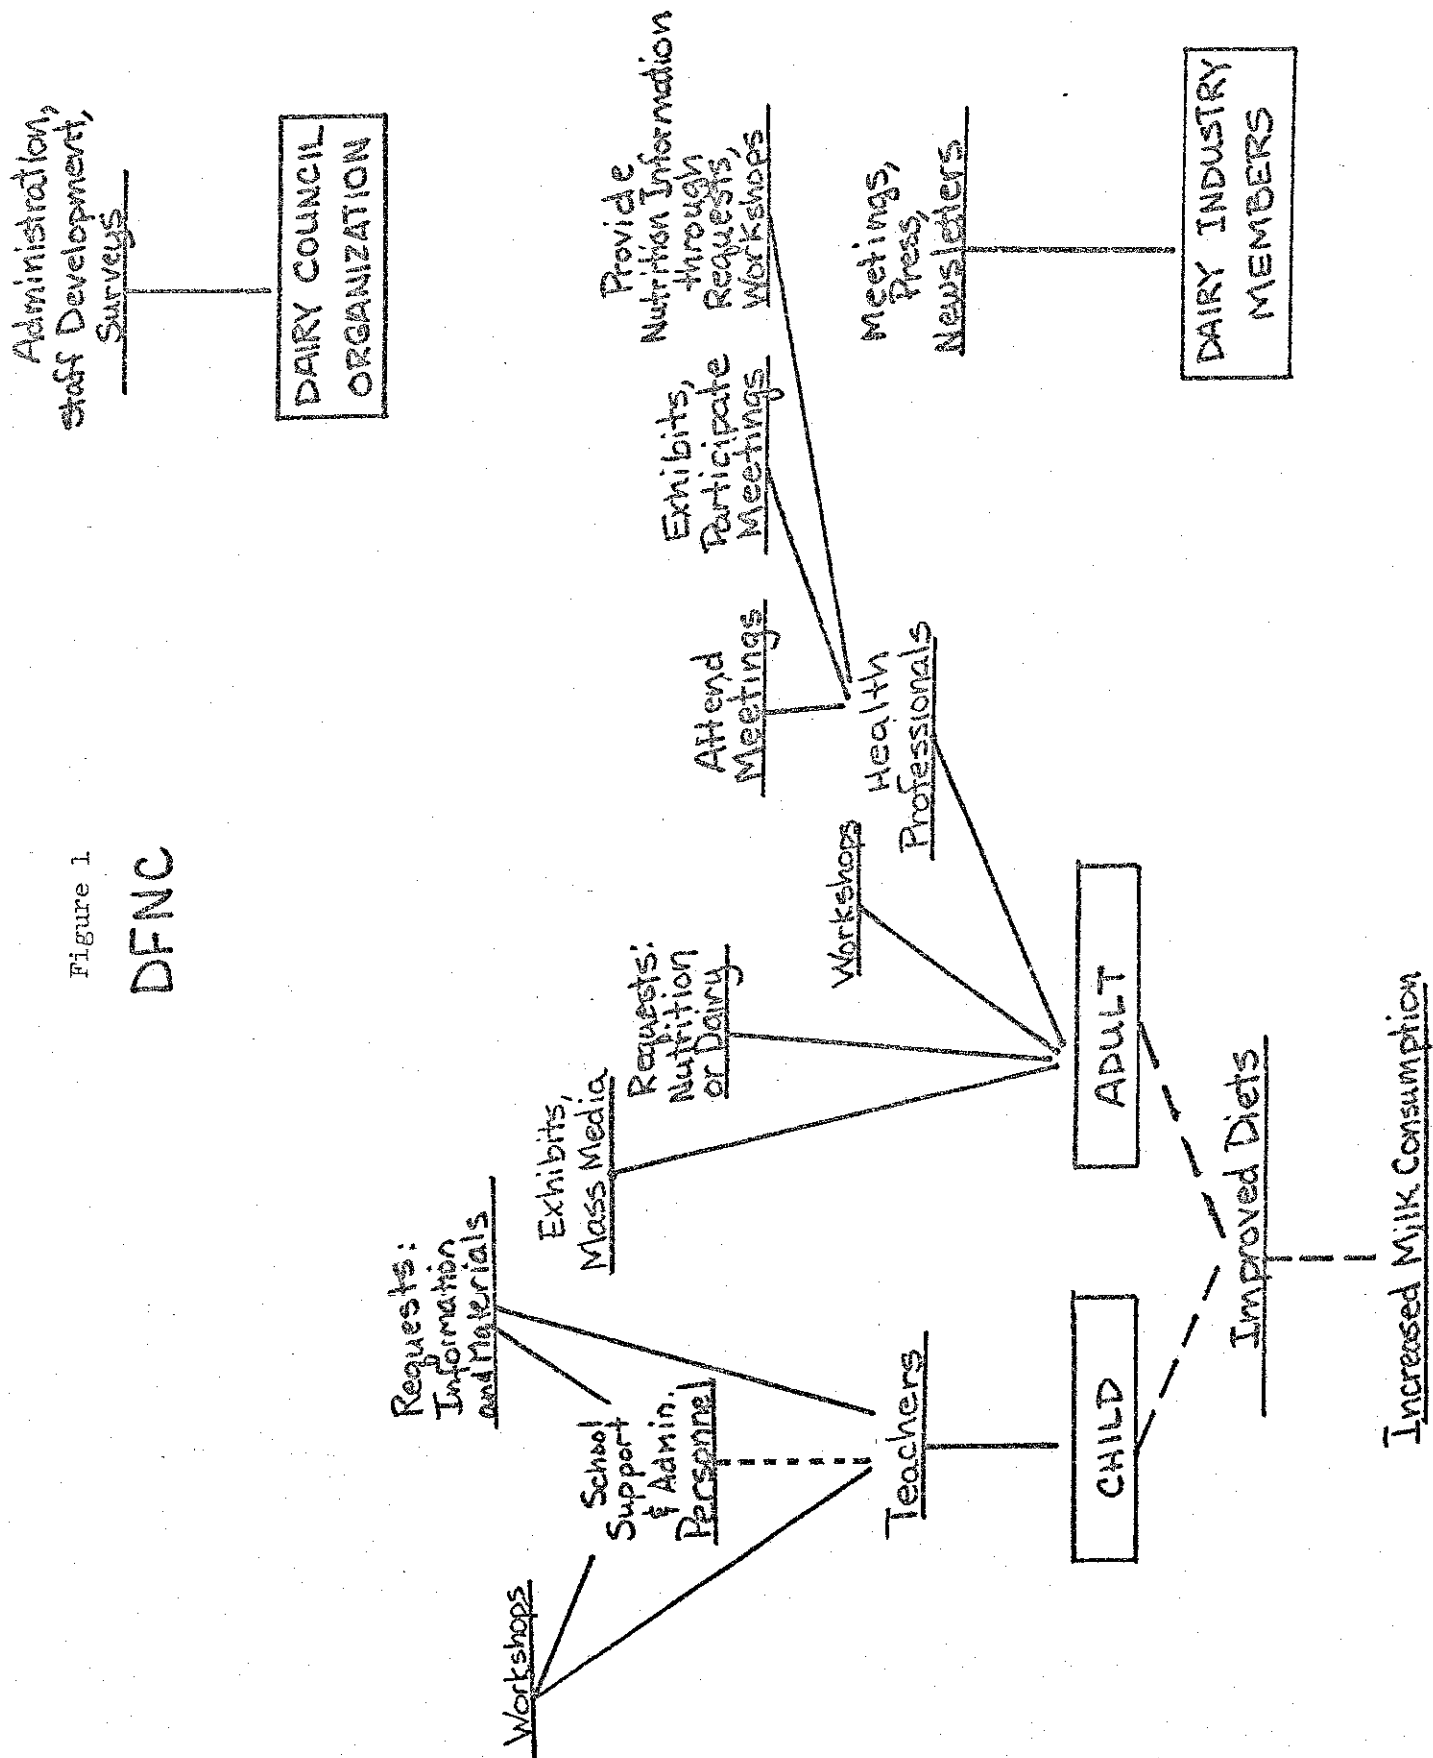 Figure 1
DFNC
Administration,
Staff Development,
Surveys
DAIRY COUNCIL
ORGANIZATION
Requests:
Information
and Materials
Workshops
School
Support
& Admin.
Personnel
Teachers
CHILD
Exhibits,
Mass Media
Requests:
Nutrition
or Dairy
Workshops
Health
Professionals
Attend
Meetings
Exhibits,
Participate
Meetings
Provide
Nutrition Information
through
Requests,
Workshops
ADULT
Meetings,
Press,
Newsletters
DAIRY INDUSTRY
MEMBERS
Improved Diets
Increased Milk Consumption